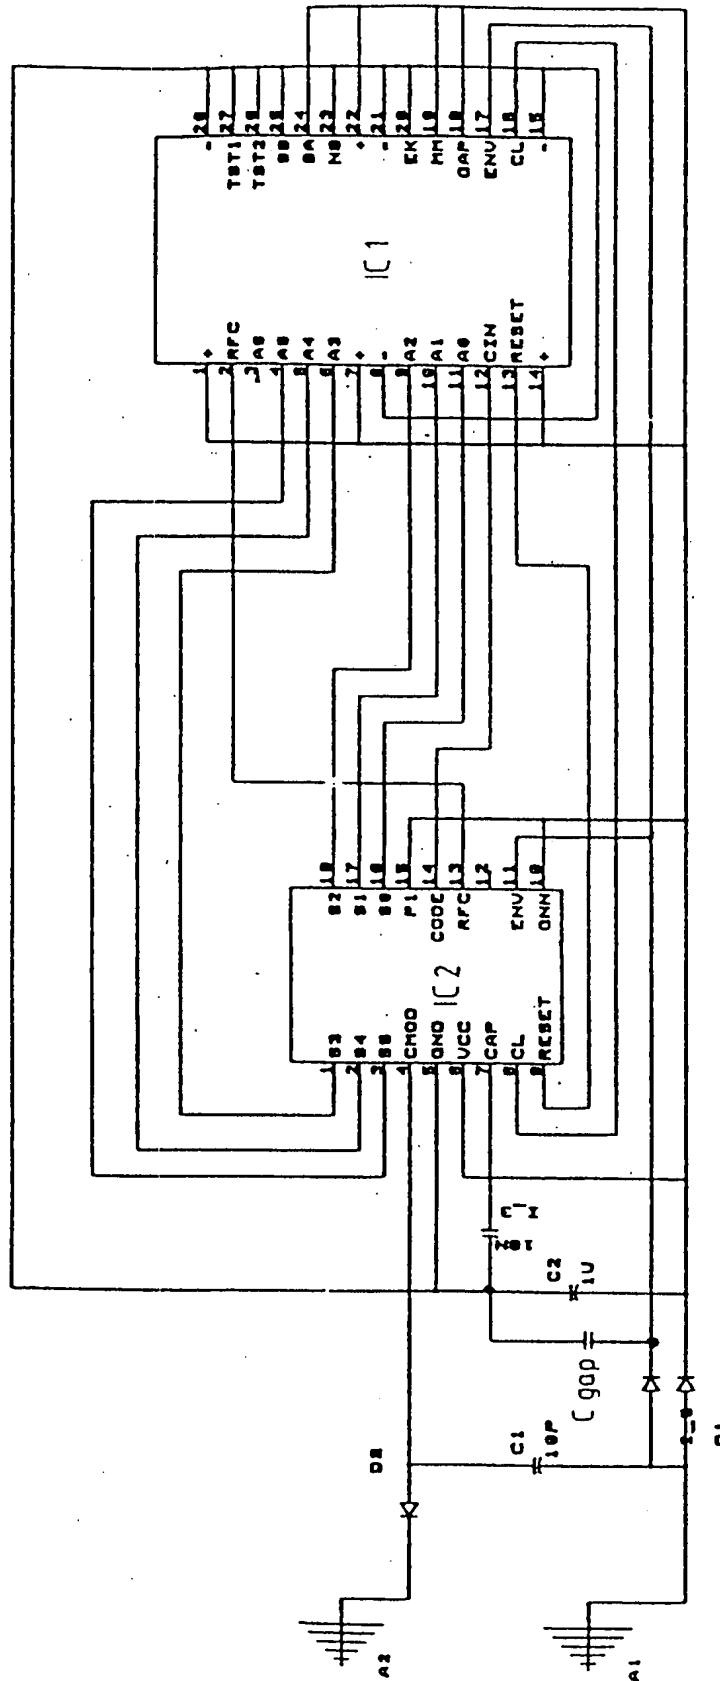 28 27 26 25 24 23 22 21 20 19 18 17 16 15
- TST1 TST2 SB SA NS + - EK MM GAP ENV CL -
IC1
+ RFC A6 A5 A4 A3 + - A2 A1 A0 CIN RESET +
1 2 3 4 5 6 7 8 9 10 11 12 13 14
18 17 16 15 14 13 12 11 10
S2 S1 S0 P1 CODE RFC ENV ONN
IC2
S3 S4 S5 CMOD GND VCC CAP CL RESET
1 2 3 4 5 6 7 8 9
C2
1U
C gap
C1
10P
D2
A2
A1